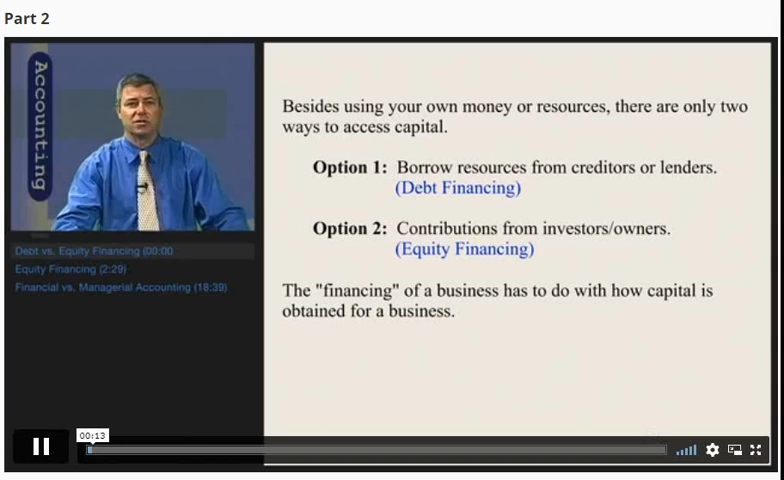 Part 2
Accounting
Debt vs. Equity Financing (00:00
Equity Financing (2:29)
Financial vs. Managerial Accounting (18:39)
Besides using your own money or resources, there are only two
ways to access capital.
Option 1: Borrow resources from creditors or lenders.
(Debt Financing)
Option 2: Contributions from investors/owners.
(Equity Financing)
The "financing" of a business has to do with how capital is
obtained for a business.
00:13